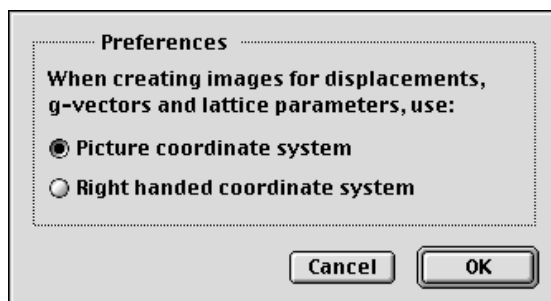 Preferences
When creating images for displacements,
g-vectors and lattice parameters, use:
Picture coordinate system
Right handed coordinate system
Cancel OK